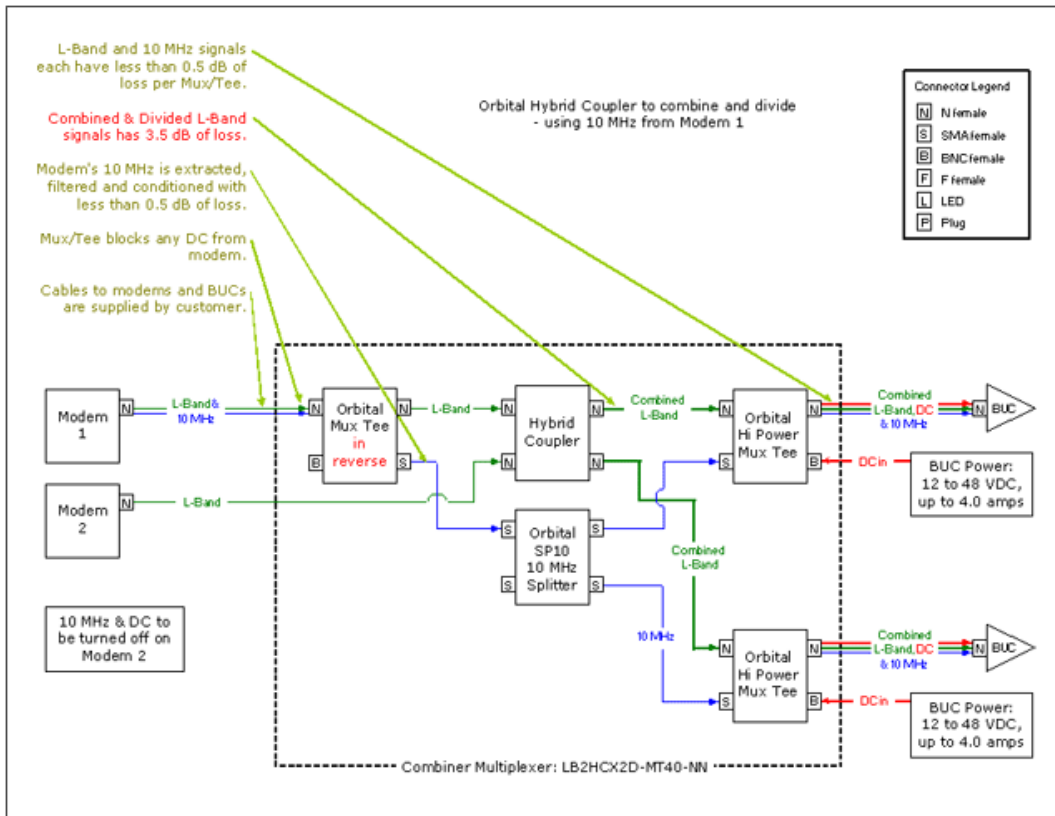 L-Band and 10 MHz signals
each have less than 0.5 dB of
loss per Mux/Tee.
Combined & Divided L-Band
signals has 3.5 dB of loss.
Modem's 10 MHz is extracted,
filtered and conditioned with
less than 0.5 dB of loss.
Mux/Tee blocks any DC from
modem.
Cables to modems and BUCs
are supplied by customer.
Orbital Hybrid Coupler to combine and divide
- using 10 MHz from Modem 1
Connector Legend
N N female
S SMA female
B BNC female
F F female
L LED
P Plug
Modem
1
N
L-Band&
10 MHz
N
B
Orbital
Mux Tee
in
reverse
N
S
L-Band
N
N
Hybrid
Coupler
N
N
Combined
L-Band
N
S
Orbital
Hi Power
Mux Tee
N
B
Combined
L-Band, DC
& 10 MHz
N
BUC
DC in
BUC Power:
12 to 48 VDC,
up to 4.0 amps
Modem
2
N
L-Band
S
S
Orbital
SP10
10 MHz
Splitter
S
S
Combined
L-Band
10 MHz
10 MHz & DC to
be turned off on
Modem 2
N
S
Orbital
Hi Power
Mux Tee
N
B
Combined
L-Band, DC
& 10 MHz
N
BUC
DC in
BUC Power:
12 to 48 VDC,
up to 4.0 amps
Combiner Multiplexer: LB2HCX2D-MT40-NN